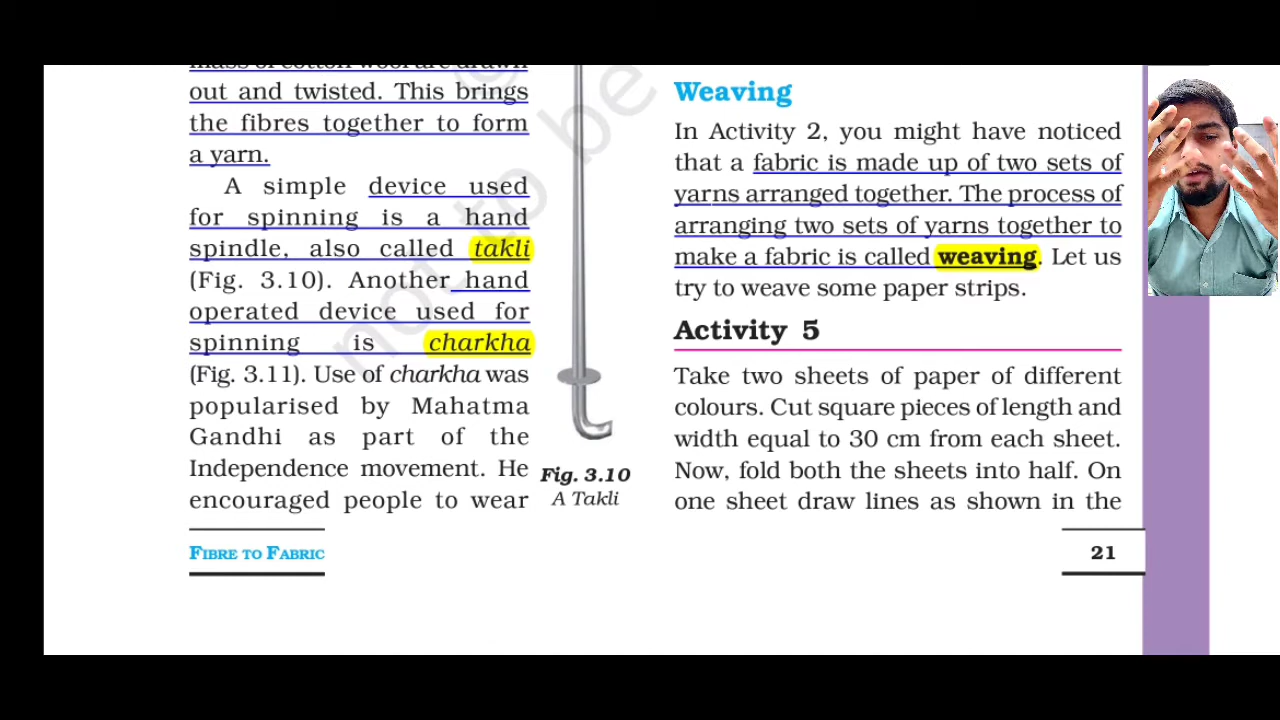 mass of cotton wool are drawn
out and twisted. This brings
the fibres together to form
a yarn.
A simple device used
for spinning is a hand
spindle, also called takli
(Fig. 3.10). Another hand
operated device used for
spinning is charkha
(Fig. 3.11). Use of charkha was
popularised by Mahatma
Gandhi as part of the
Independence movement. He
encouraged people to wear
Fig. 3.10
A Takli
FIBRE TO FABRIC
Weaving
In Activity 2, you might have noticed
that a fabric is made up of two sets of
yarns arranged together. The process of
arranging two sets of yarns together to
make a fabric is called weaving. Let us
try to weave some paper strips.
Activity 5
Take two sheets of paper of different
colours. Cut square pieces of length and
width equal to 30 cm from each sheet.
Now, fold both the sheets into half. On
one sheet draw lines as shown in the
21
not to be